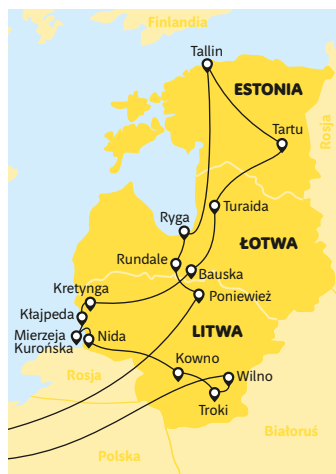 Finlandia
Tallin
ESTONIA
Rosja
Tartu
Turaida
Ryga
ŁOTWA
Rundale
Bauska
Kretynga
Poniewież
Kłajpeda
LITWA
Mierzeja
Kurońska
Nida
Kowno
Wilno
Rosja
Troki
Białoruś
Polska